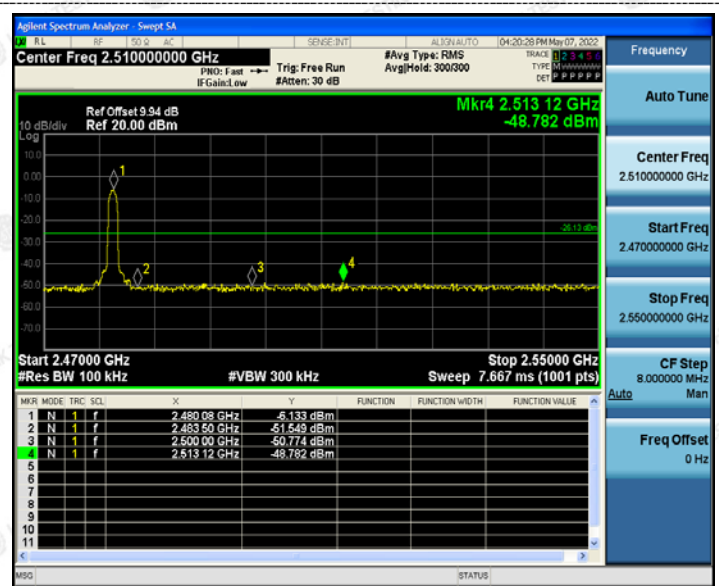 Agilent Spectrum Analyzer - Swept SA
RL RF 50 Ω AC SENSE:INT ALIGNAUTO 04:20:28 PM May 07, 2022
Center Freq 2.510000000 GHz #Avg Type: RMS TRACE 1 2 3 4 5 6
PNO: Fast Trig: Free Run Avg|Hold: 300/300 TYPE M W W W W W
IFGain:Low #Atten: 30 dB DET P P P P P P
Mkr4 2.513 12 GHz
-48.782 dBm
Ref Offset 9.94 dB
10 dB/div Ref 20.00 dBm
Log
10.0
0.00
-10.0
-20.0
-30.0
-40.0
-50.0
-60.0
-70.0
1
2
3
4
-26.13 dBm
Start 2.47000 GHz Stop 2.55000 GHz
#Res BW 100 kHz #VBW 300 kHz Sweep 7.667 ms (1001 pts)
MKR MODE TRC SCL X Y FUNCTION FUNCTION WIDTH FUNCTION VALUE
1 N 1 f 2.480 08 GHz -6.133 dBm
2 N 1 f 2.483 50 GHz -51.549 dBm
3 N 1 f 2.500 00 GHz -50.774 dBm
4 N 1 f 2.513 12 GHz -48.782 dBm
5
6
7
8
9
10
11
MSG STATUS
Frequency
Auto Tune
Center Freq
2.510000000 GHz
Start Freq
2.470000000 GHz
Stop Freq
2.550000000 GHz
CF Step
8.000000 MHz
Auto Man
Freq Offset
0 Hz